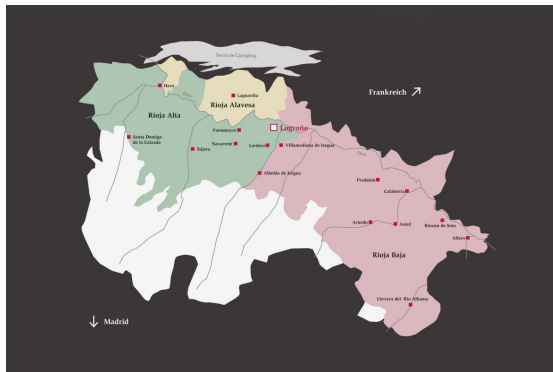 Sierra de Cantabria
Frankreich
Haro
Ebro
Laguardia
Rioja Alavesa
Rioja Alta
Fuenmayor
Logroño
Santo Domigo
de la Calzada
Navarrete
Lardero
Villamediana de Iregua
Nájera
Ebro
Albelda de Iregua
Pradejón
Calahorra
Arnedo
Autol
Rincón de Soto
Alfaro
Rioja Baja
Cervera del Río Alhama
Madrid